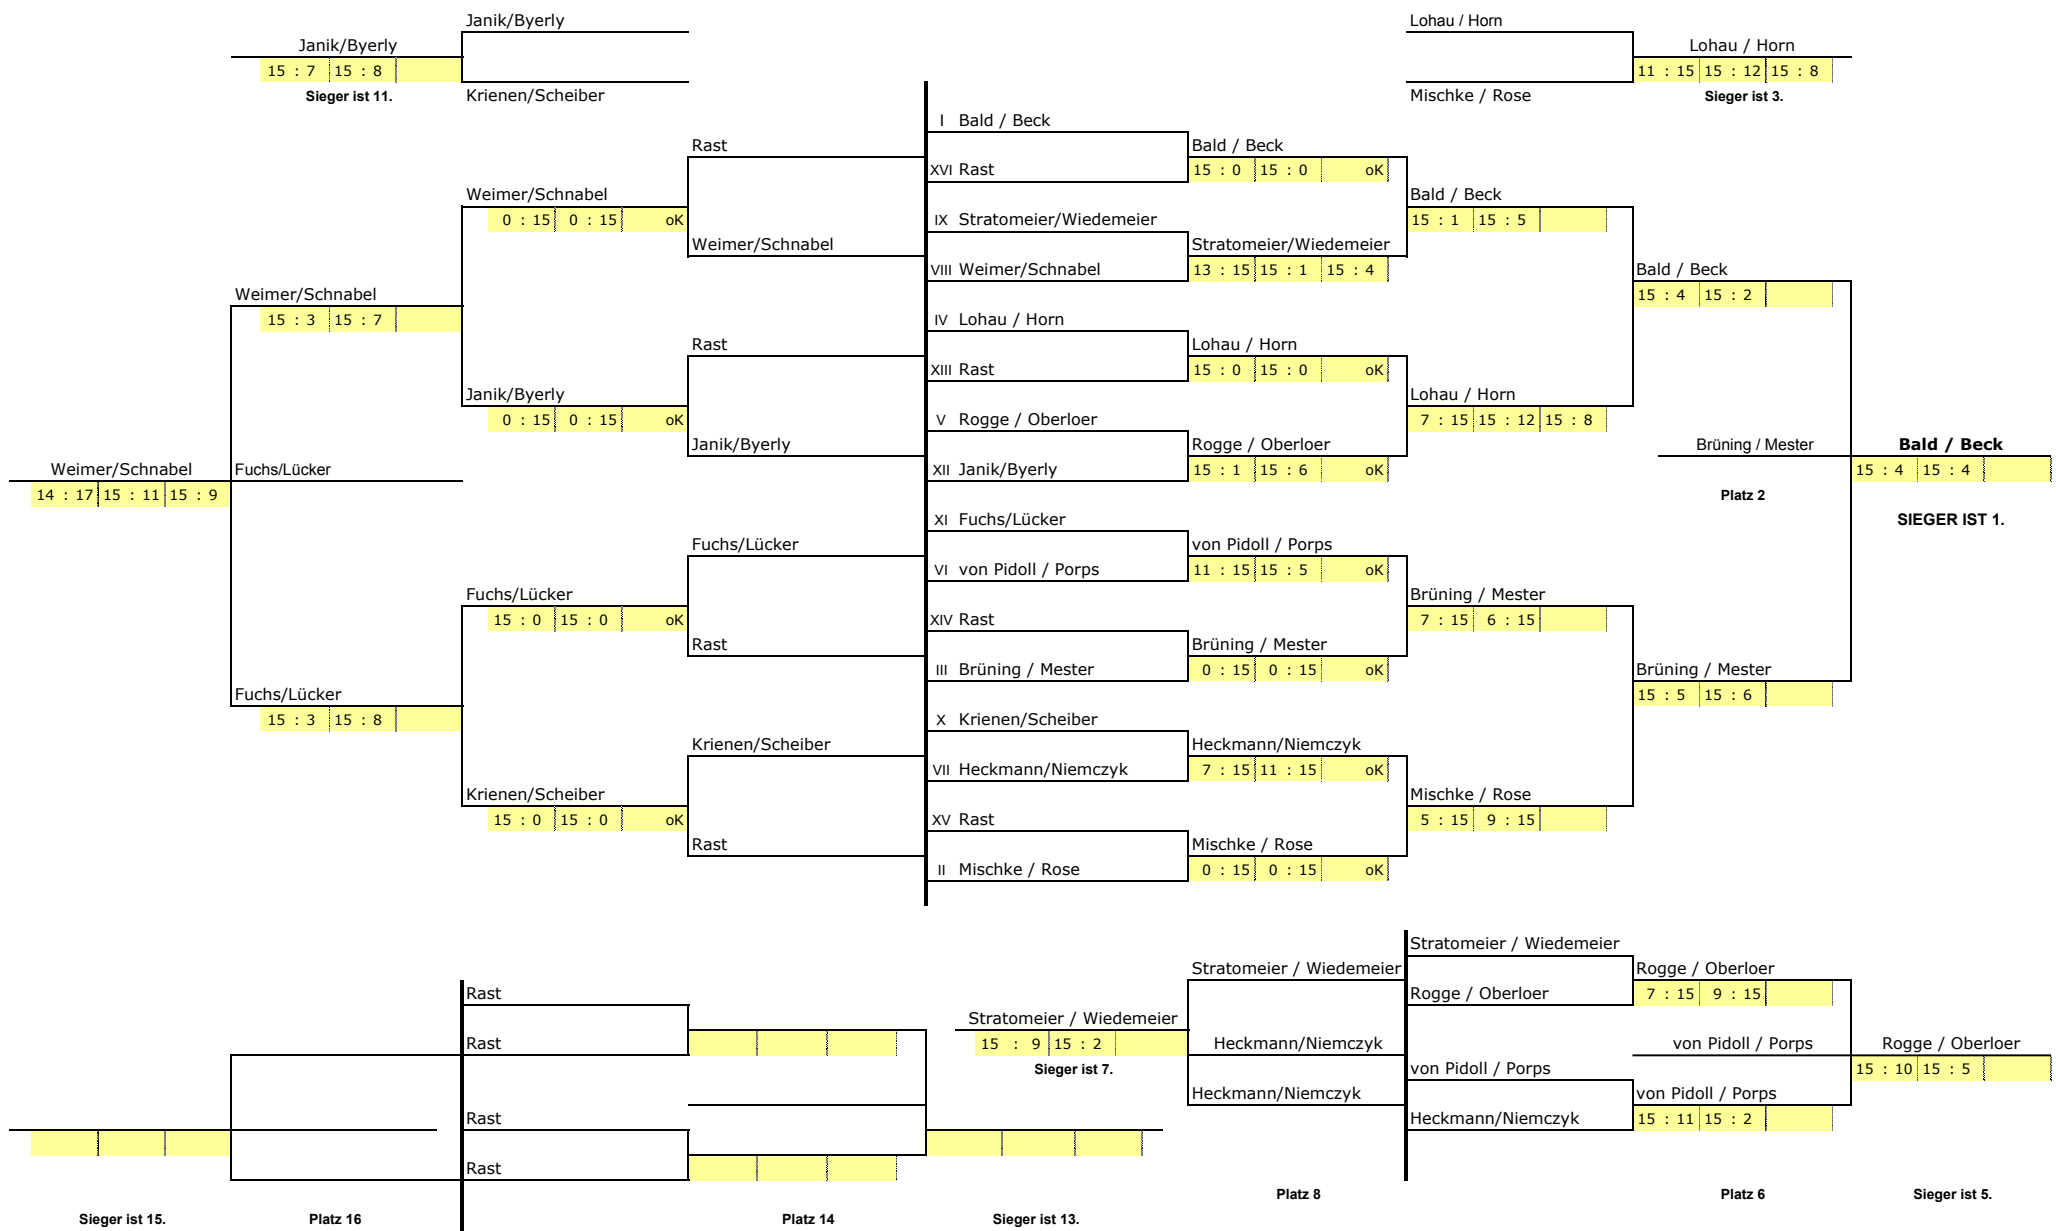 Janik/Byerly Lohau / Horn
Janik/Byerly Lohau / Horn
15 : 7 15 : 8 11 : 15 15 : 12 15 : 8
Sieger ist 11. Krienen/Scheiber Mischke / Rose Sieger ist 3.
I Bald / Beck
Rast Bald / Beck
XVI Rast 15 : 0 15 : 0 oK
Weimer/Schnabel Bald / Beck
0 : 15 0 : 15 oK IX Stratomeier/Wiedemeier 15 : 1 15 : 5
Weimer/Schnabel Stratomeier/Wiedemeier
VIII Weimer/Schnabel 13 : 15 15 : 1 15 : 4 Bald / Beck
Weimer/Schnabel 15 : 4 15 : 2
15 : 3 15 : 7 IV Lohau / Horn
Rast Lohau / Horn
XIII Rast 15 : 0 15 : 0 oK
Janik/Byerly Lohau / Horn
0 : 15 0 : 15 oK V Rogge / Oberloer 7 : 15 15 : 12 15 : 8
Janik/Byerly Rogge / Oberloer Brüning / Mester Bald / Beck
Weimer/Schnabel Fuchs/Lücker XII Janik/Byerly 15 : 1 15 : 6 oK 15 : 4 15 : 4
14 : 17 15 : 11 15 : 9 Platz 2
XI Fuchs/Lücker SIEGER IST 1.
Fuchs/Lücker von Pidoll / Porps
VI von Pidoll / Porps 11 : 15 15 : 5 oK
Fuchs/Lücker Brüning / Mester
15 : 0 15 : 0 oK XIV Rast 7 : 15 6 : 15
Rast Brüning / Mester
III Brüning / Mester 0 : 15 0 : 15 oK Brüning / Mester
Fuchs/Lücker 15 : 5 15 : 6
15 : 3 15 : 8 X Krienen/Scheiber
Krienen/Scheiber Heckmann/Niemczyk
VII Heckmann/Niemczyk 7 : 15 11 : 15 oK
Krienen/Scheiber Mischke / Rose
15 : 0 15 : 0 oK XV Rast 5 : 15 9 : 15
Rast Mischke / Rose
II Mischke / Rose 0 : 15 0 : 15 oK
Stratomeier / Wiedemeier
Stratomeier / Wiedemeier Rogge / Oberloer
Rast Rogge / Oberloer 7 : 15 9 : 15
Stratomeier / Wiedemeier
Rast 15 : 9 15 : 2 Heckmann/Niemczyk von Pidoll / Porps Rogge / Oberloer
Sieger ist 7. von Pidoll / Porps 15 : 10 15 : 5
Heckmann/Niemczyk von Pidoll / Porps
Rast Heckmann/Niemczyk 15 : 11 15 : 2
Rast
Platz 8 Platz 6 Sieger ist 5.
Sieger ist 15. Platz 16 Platz 14 Sieger ist 13.